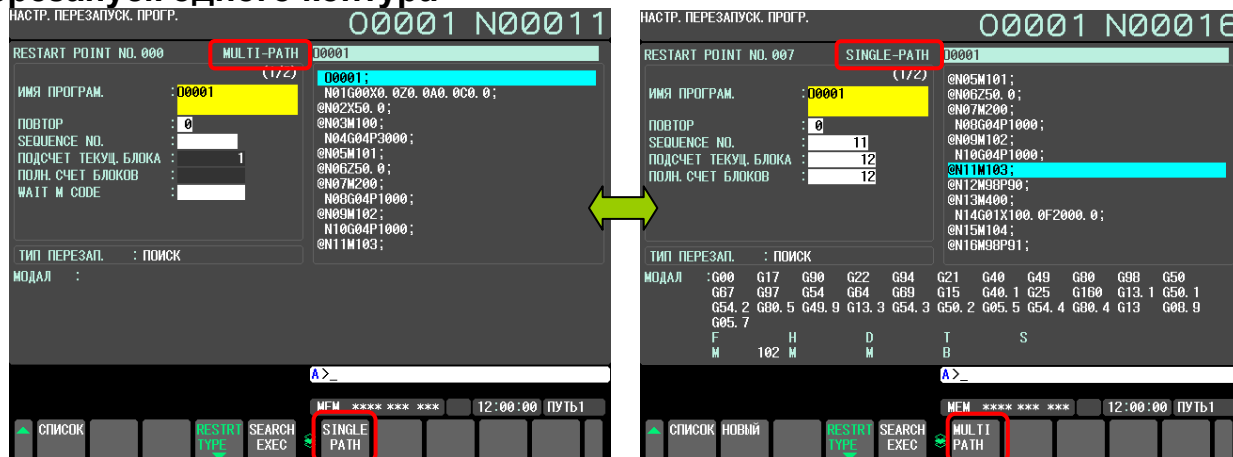 резапуск одного контура
НАСТР. ПЕРЕЗАПУСК. ПРОГР.
O0001 N00011
RESTART POINT NO. 000 MULTI-PATH
(1/2)
ИМЯ ПРОГРАМ. :O0001
ПОВТОР : 0
SEQUENCE NO. :
ПОДСЧЕТ ТЕКУЩ. БЛОКА : 1
ПОЛН. СЧЕТ БЛОКОВ :
WAIT M CODE :
ТИП ПЕРЕЗАП. : ПОИСК
O0001
O0001;
N01G00X0.0Z0.0A0.0C0.0;
@N02X50.0;
@N03M100;
N04G04P3000;
@N05M101;
@N06Z50.0;
@N07M200;
N08G04P1000;
@N09M102;
N10G04P1000;
@N11M103;
МОДАЛ :
A>_
MEM **** *** *** 12:00:00 ПУТЬ1
СПИСОК RESTRT TYPE SEARCH EXEC SINGLE PATH
НАСТР. ПЕРЕЗАПУСК. ПРОГР.
O0001 N00016
RESTART POINT NO. 007 SINGLE-PATH
(1/2)
ИМЯ ПРОГРАМ. :O0001
ПОВТОР : 0
SEQUENCE NO. : 11
ПОДСЧЕТ ТЕКУЩ. БЛОКА : 12
ПОЛН. СЧЕТ БЛОКОВ : 12
ТИП ПЕРЕЗАП. : ПОИСК
O0001
@N05M101;
@N06Z50.0;
@N07M200;
N08G04P1000;
@N09M102;
N10G04P1000;
@N11M103;
@N12M98P90;
@N13M400;
N14G01X100.0F2000.0;
@N15M104;
@N16M98P91;
МОДАЛ :G00 G17 G90 G22 G94 G21 G40 G49 G80 G98 G50
G67 G97 G54 G64 G69 G15 G40.1 G25 G160 G13.1 G50.1
G54.2 G80.5 G49.9 G13.3 G54.3 G50.2 G05.5 G54.4 G80.4 G13 G08.9
G05.7
F H D T S
M 102 M M B
A>_
MEM **** *** *** 12:00:00 ПУТЬ1
СПИСОК НОВЫЙ RESTRT TYPE SEARCH EXEC MULTI PATH